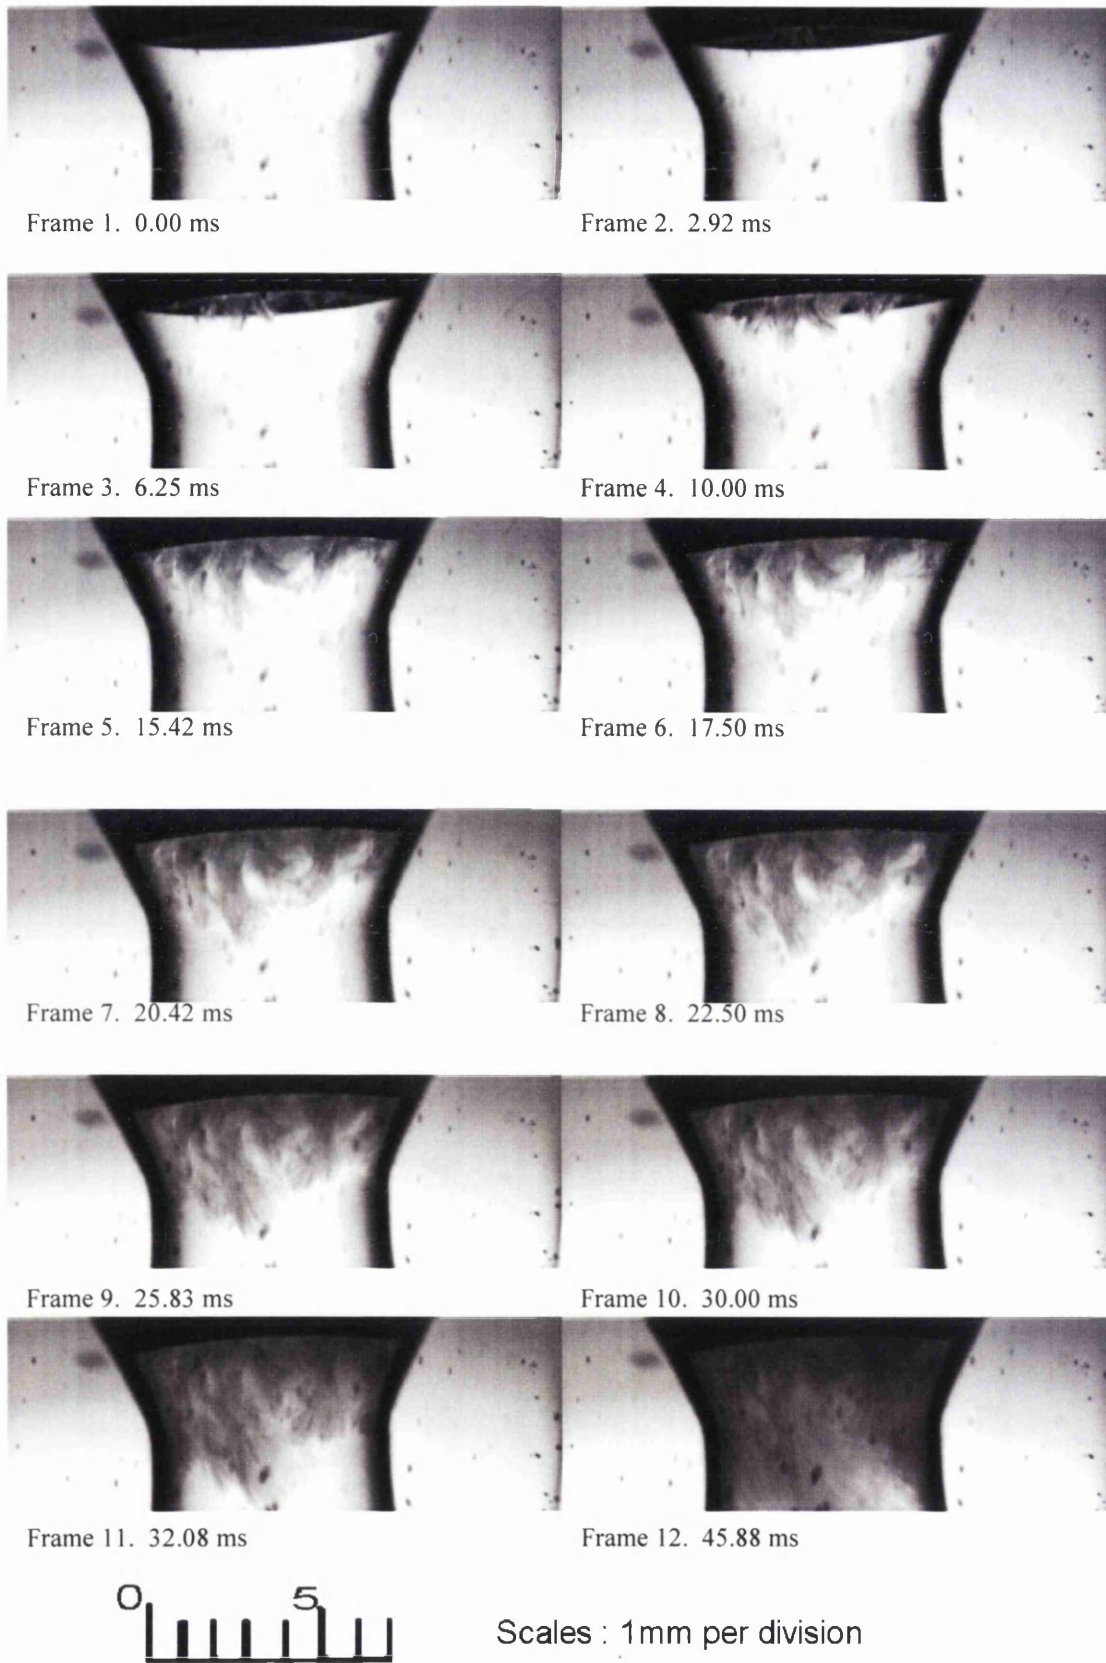 Frame 1. 0.00 ms
Frame 2. 2.92 ms
Frame 3. 6.25 ms
Frame 4. 10.00 ms
Frame 5. 15.42 ms
Frame 6. 17.50 ms
Frame 7. 20.42 ms
Frame 8. 22.50 ms
Frame 9. 25.83 ms
Frame 10. 30.00 ms
Frame 11. 32.08 ms
Frame 12. 45.88 ms
0 5
Scales : 1mm per division